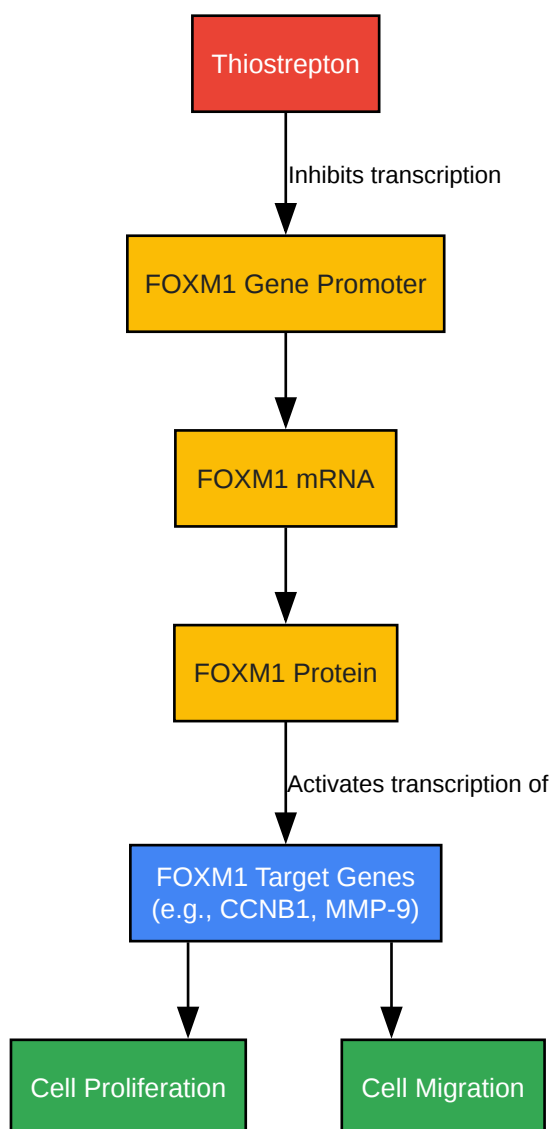 Thiostrepton
Inhibits transcription
FOXM1 Gene Promoter
FOXM1 mRNA
FOXM1 Protein
Activates transcription of
FOXM1 Target Genes
(e.g., CCNB1, MMP-9)
Cell Proliferation
Cell Migration